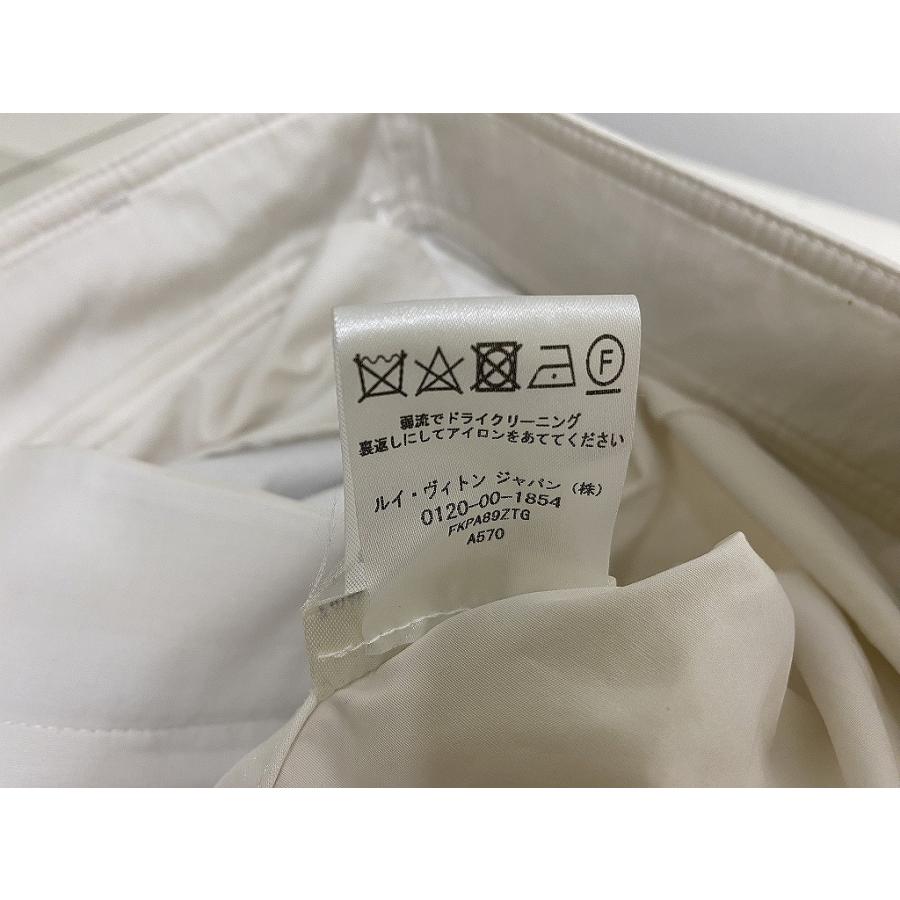 F
弱流でドライクリーニング
裏返しにしてアイロンをあててください
ルイ・ヴィトン ジャパン（株）
0120-00-1854
FKPA89ZTG
A570